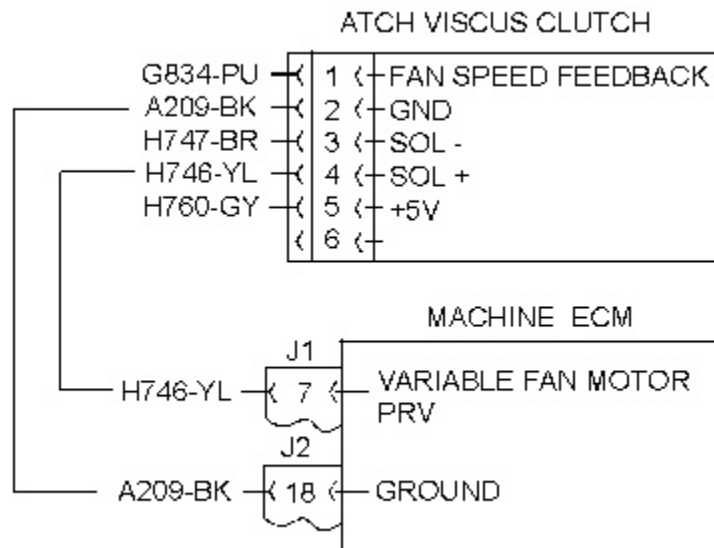 ATCH VISCUS CLUTCH
G834-PU 1 FAN SPEED FEEDBACK
A209-BK 2 GND
H747-BR 3 SOL -
H746-YL 4 SOL +
H760-GY 5 +5V
6
MACHINE ECM
J1
H746-YL 7 VARIABLE FAN MOTOR
PRV
J2
A209-BK 18 GROUND